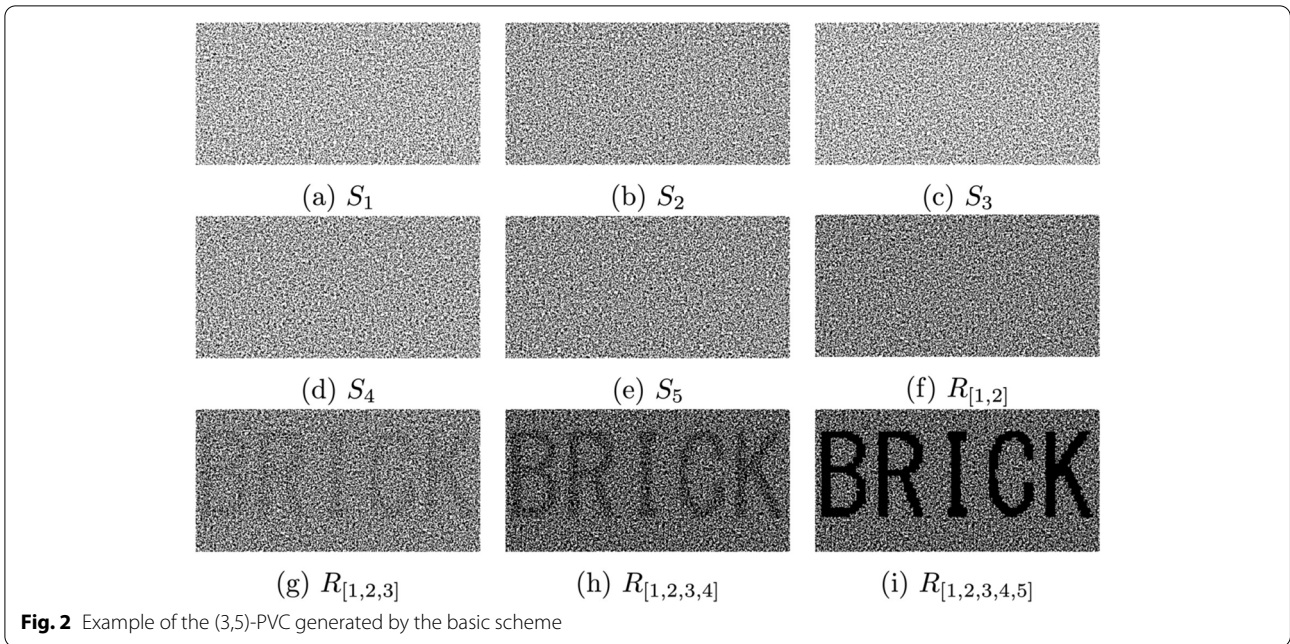 (a) S₁
(b) S₂
(c) S₃
(d) S₄
(e) S₅
(f) R[1,2]
BRICK
BRICK
BRICK
(g) R[1,2,3]
(h) R[1,2,3,4]
(i) R[1,2,3,4,5]
Fig. 2 Example of the (3,5)-PVC generated by the basic scheme